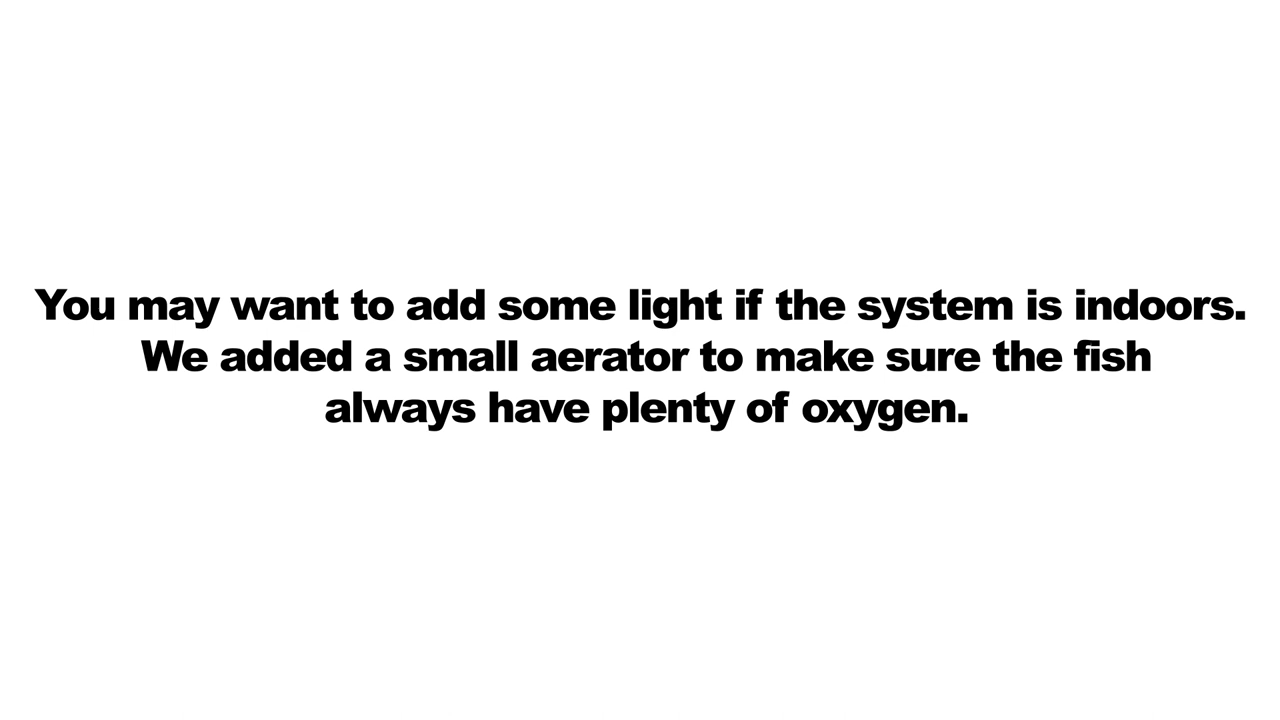 You may want to add some light if the system is indoors.
We added a small aerator to make sure the fish
always have plenty of oxygen.